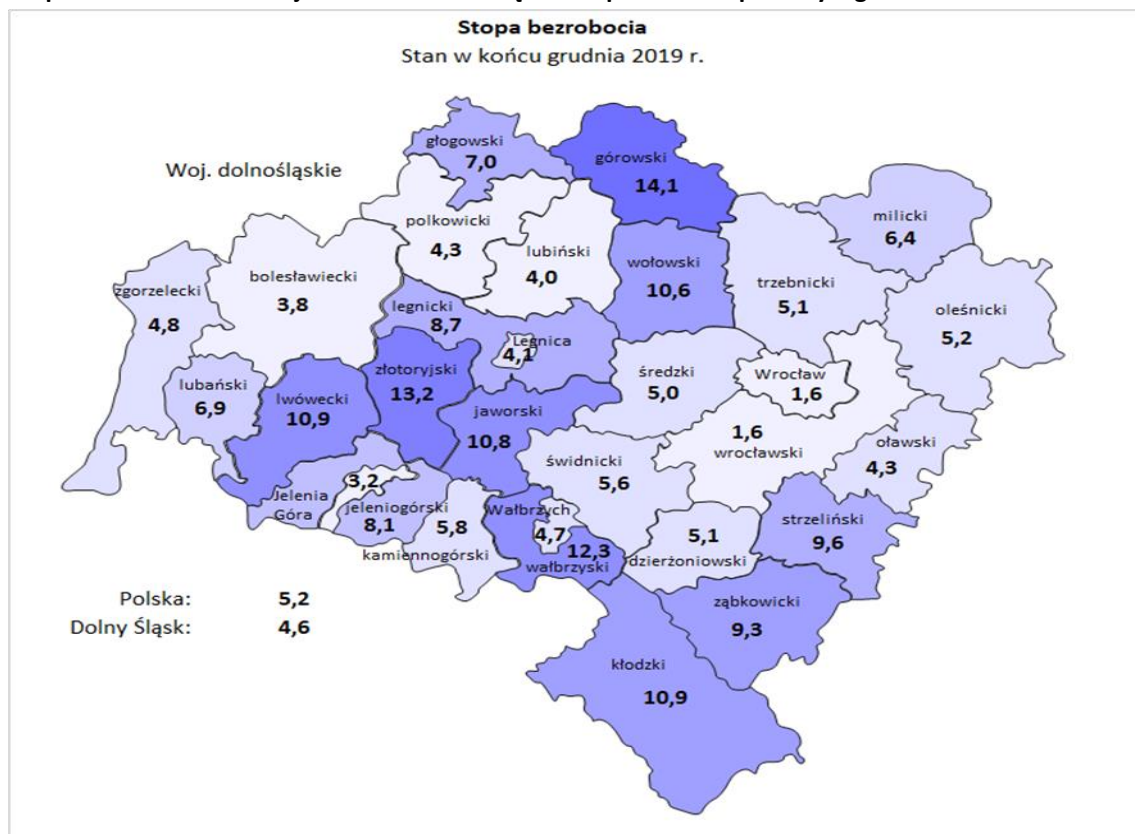 Stopa bezrobocia
Stan w końcu grudnia 2019 r.
Woj. dolnośląskie
głogowski
7,0
górowski
14,1
polkowicki
4,3
lubiński
4,0
milicki
6,4
wołowski
10,6
trzebnicki
5,1
oleśnicki
5,2
zgorzelecki
4,8
bolesławiecki
3,8
legnicki
8,7
Legnica
4,1
lubański
6,9
lwówecki
10,9
złotoryjski
13,2
jaworski
10,8
średzki
5,0
Wrocław
1,6
1,6
wrocławski
oławski
4,3
świdnicki
5,6
Jelenia
Góra
3,2
jeleniogórski
8,1
5,8
kamiennogórski
Wałbrzych
4,7
12,3
wałbrzyski
5,1
dzierżoniowski
strzeliński
9,6
ząbkowicki
9,3
kłodzki
10,9
Polska: 5,2
Dolny Śląsk: 4,6